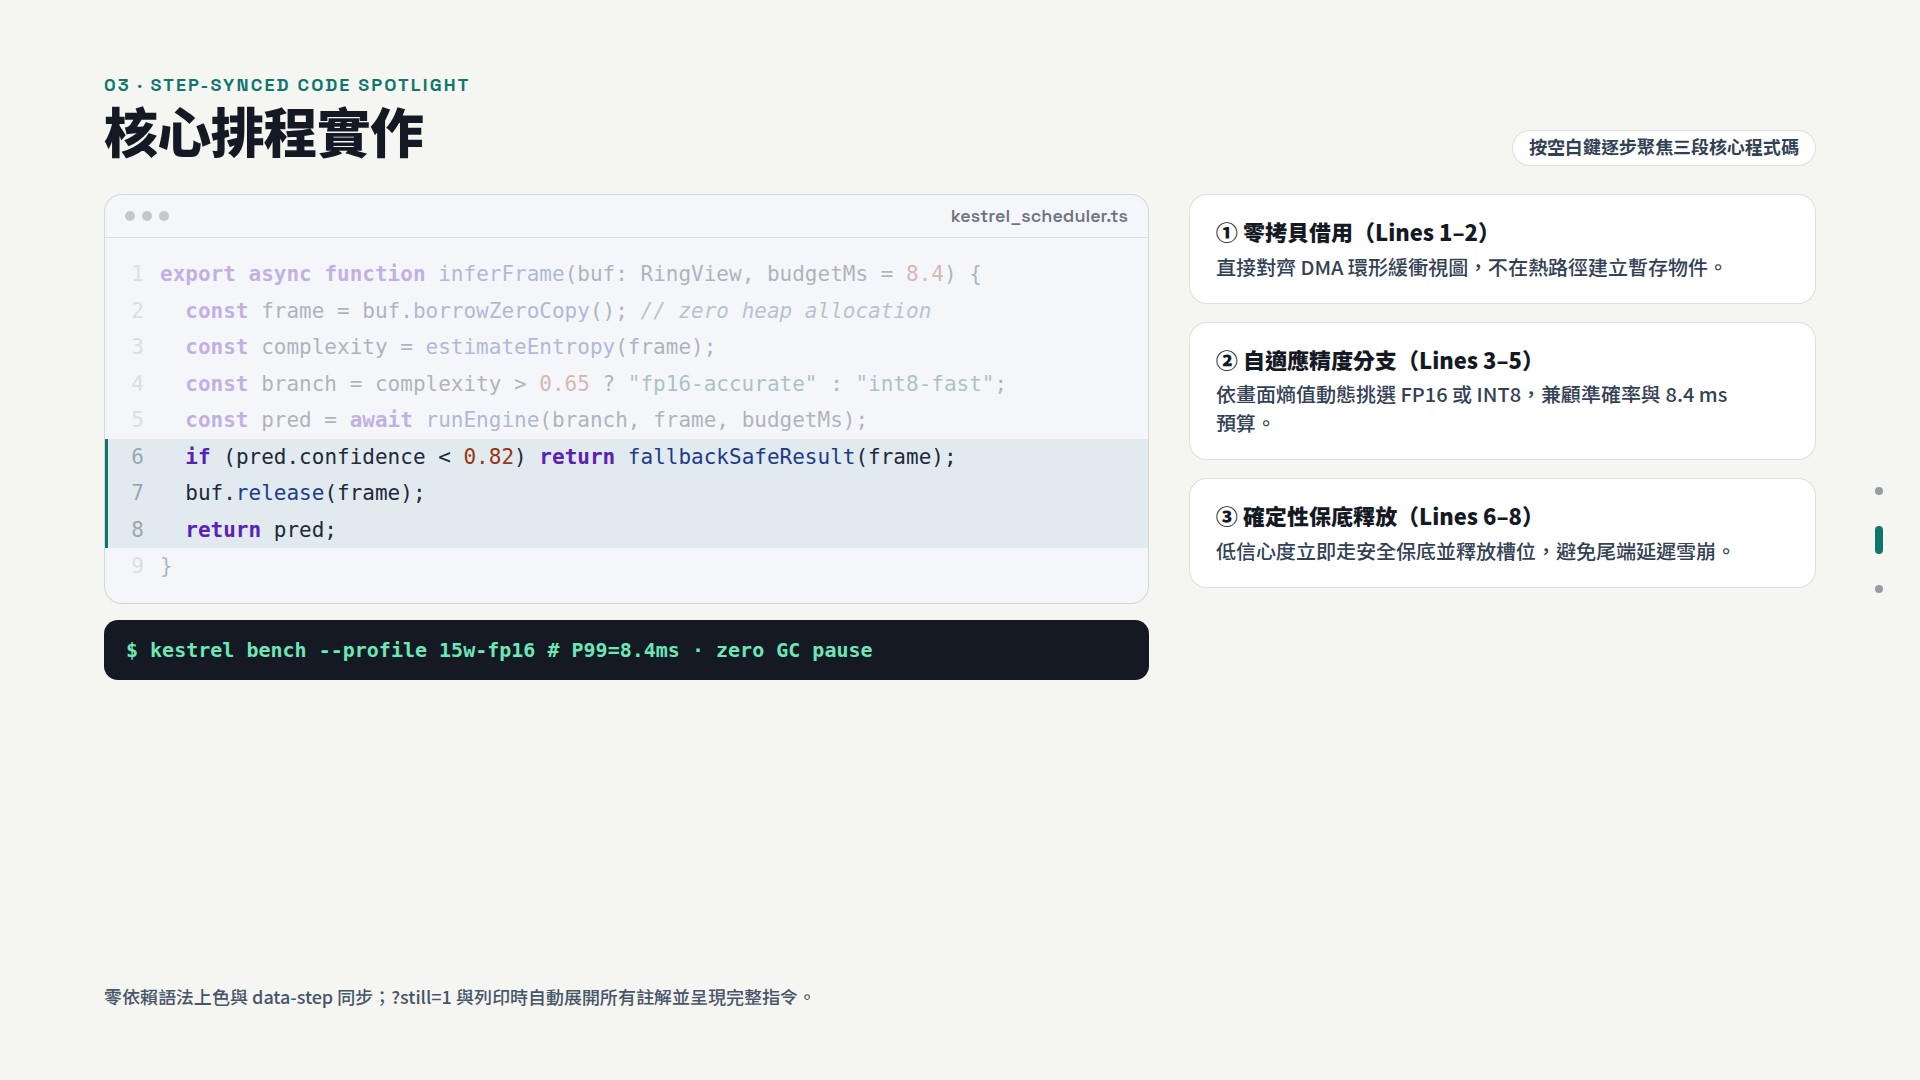 03 · STEP-SYNCED CODE SPOTLIGHT
核心排程實作
按空白鍵逐步聚焦三段核心程式碼
kestrel_scheduler.ts
1 export async function inferFrame(buf: RingView, budgetMs = 8.4) {
2   const frame = buf.borrowZeroCopy(); // zero heap allocation
3   const complexity = estimateEntropy(frame);
4   const branch = complexity > 0.65 ? "fp16-accurate" : "int8-fast";
5   const pred = await runEngine(branch, frame, budgetMs);
6   if (pred.confidence < 0.82) return fallbackSafeResult(frame);
7   buf.release(frame);
8   return pred;
9 }
$ kestrel bench --profile 15w-fp16 # P99=8.4ms · zero GC pause
① 零拷貝借用（Lines 1–2）
直接對齊 DMA 環形緩衝視圖，不在熱路徑建立暫存物件。
② 自適應精度分支（Lines 3–5）
依畫面熵值動態挑選 FP16 或 INT8，兼顧準確率與 8.4 ms
預算。
③ 確定性保底釋放（Lines 6–8）
低信心度立即走安全保底並釋放槽位，避免尾端延遲雪崩。
零依賴語法上色與 data-step 同步；?still=1 與列印時自動展開所有註解並呈現完整指令。